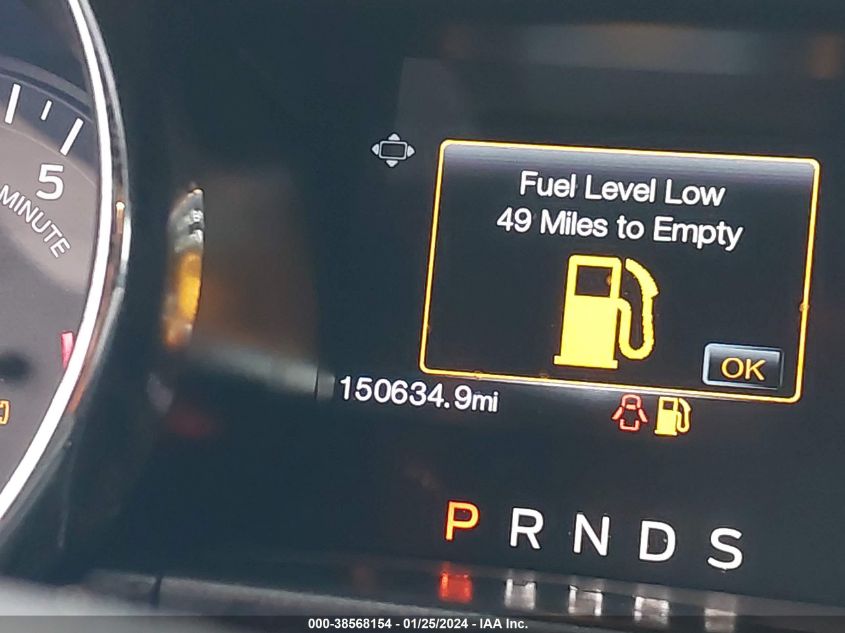 5
MINUTE
Fuel Level Low
49 Miles to Empty
OK
150634.9mi
P R N D S
000-38568154 - 01/25/2024 - IAA Inc.